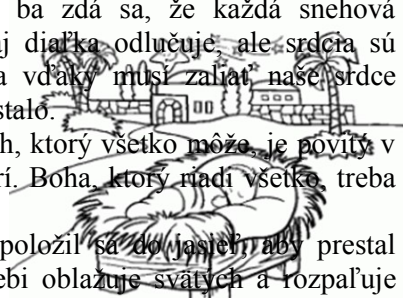 ba zdá sa, že každá snehová
j diaľka odlučuje, ale srdcia sú
a vďaky musí zaliať naše srdce
stalo.
h, ktorý všetko môže, je povitý v
rí. Boha, ktorý riadi všetko, treba
položil sa do jasieľ, aby prestal
ebi oblažuje svätých a rozpaľuje